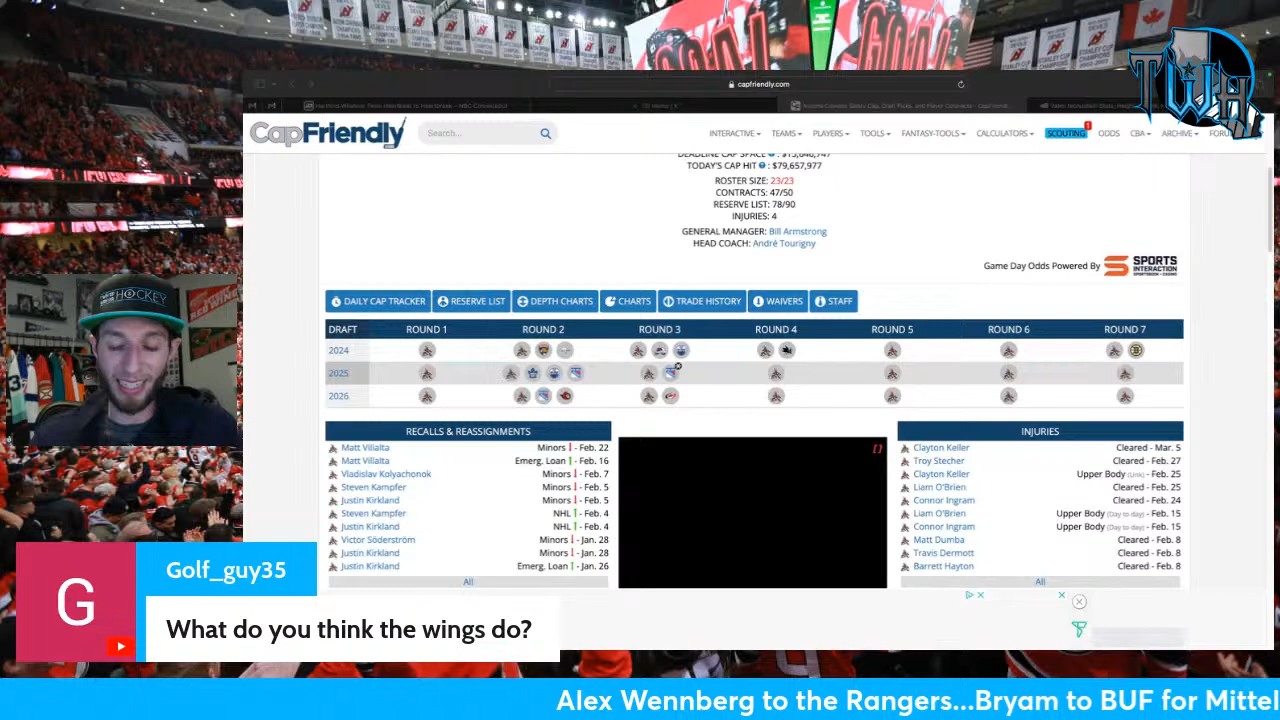 capfriendly.com
CapFriendly
Search...
INTERACTIVE
TEAMS
PLAYERS
TOOLS
FANTASY-TOOLS
CALCULATORS
SCOUTING
1
ODDS
CBA
ARCHIVE
TWH
TODAY'S CAP HIT : $79,657,977
ROSTER SIZE: 23/23
CONTRACTS: 47/50
RESERVE LIST: 78/90
INJURIES: 4
GENERAL MANAGER: Bill Armstrong
HEAD COACH: André Tourigny
Game Day Odds Powered By
SPORTS
INTERACTION
DAILY CAP TRACKER
RESERVE LIST
DEPTH CHARTS
CHARTS
TRADE HISTORY
WAIVERS
STAFF
DRAFT ROUND 1 ROUND 2 ROUND 3 ROUND 4 ROUND 5 ROUND 6 ROUND 7
2024
2025
2026
RECALLS & REASSIGNMENTS
Matt Villalta Minors - Feb. 22
Matt Villalta Emerg. Loan - Feb. 16
Vladislav Kolyachonok Minors - Feb. 7
Steven Kampfer Minors - Feb. 5
Justin Kirkland Minors - Feb. 5
Steven Kampfer NHL - Feb. 4
Justin Kirkland NHL - Feb. 4
Victor Söderström Minors - Jan. 28
Justin Kirkland Minors - Jan. 28
Justin Kirkland Emerg. Loan - Jan. 26
All
INJURIES
Clayton Keller Cleared - Mar. 5
Troy Stecher Cleared - Feb. 27
Clayton Keller Upper Body (Unk) - Feb. 25
Liam O'Brien Cleared - Feb. 25
Connor Ingram Cleared - Feb. 24
Liam O'Brien Upper Body (Day to day) - Feb. 15
Connor Ingram Upper Body (Day to day) - Feb. 15
Matt Dumba Cleared - Feb. 8
Travis Dermott Cleared - Feb. 8
Barrett Hayton Cleared - Feb. 8
All
HOCKEY
G
Golf_guy35
What do you think the wings do?
Alex Wennberg to the Rangers...Bryam to BUF for Mittel